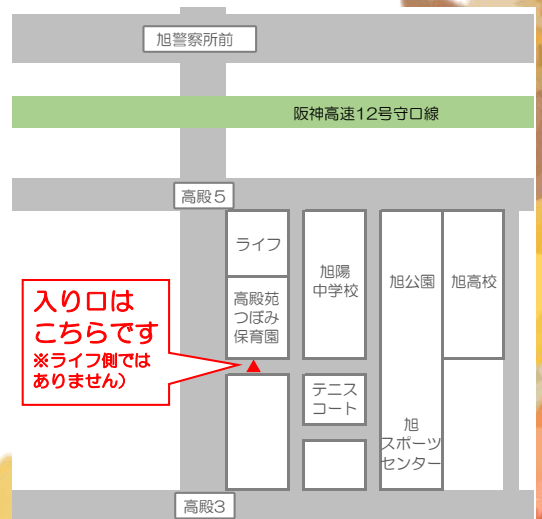 旭警察所前
阪神高速12号守口線
高殿5
ライフ
高殿苑
つぼみ
保育園
旭陽
中学校
旭公園
旭高校
入り口は
こちらです
※ライフ側では
ありません）
テニス
コート
旭
スポーツ
センター
高殿3